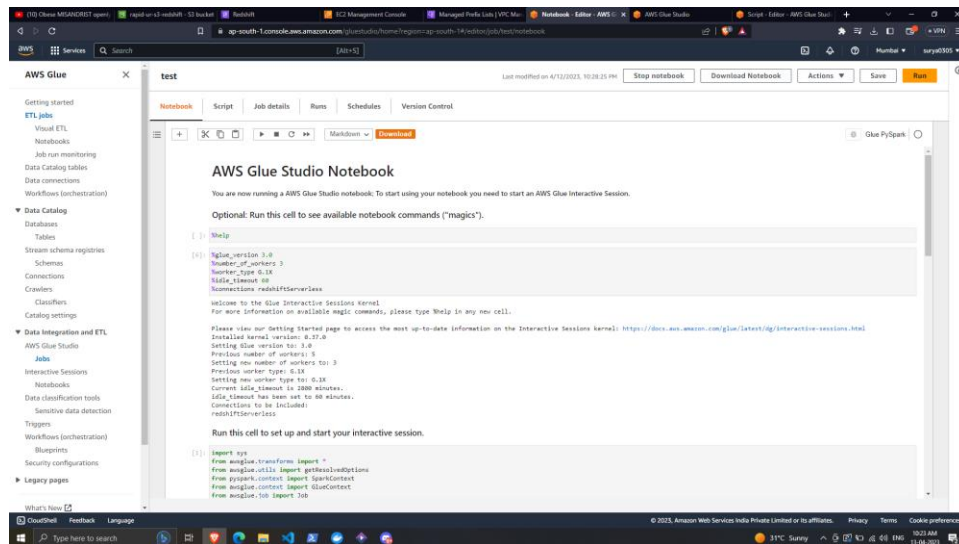 (10) Obese MISANDRIST openl
rapid-ur-s3-redshift - S3 bucket
Redshift
EC2 Management Console
Managed Prefix Lists | VPC Ma
Notebook - Editor - AWS G
AWS Glue Studio
Script - Editor - AWS Glue Studi
ap-south-1.console.aws.amazon.com/gluestudio/home?region=ap-south-1#/editor/job/test/notebook
VPN
aws
Services
Search
[Alt+S]
Mumbai
surya0305
AWS Glue
Getting started
ETL jobs
Visual ETL
Notebooks
Job run monitoring
Data Catalog tables
Data connections
Workflows (orchestration)
Data Catalog
Databases
Tables
Stream schema registries
Schemas
Connections
Crawlers
Classifiers
Catalog settings
Data Integration and ETL
AWS Glue Studio
Jobs
Interactive Sessions
Notebooks
Data classification tools
Sensitive data detection
Triggers
Workflows (orchestration)
Blueprints
Security configurations
Legacy pages
What's New
test
Last modified on 4/12/2023, 10:28:25 PM
Stop notebook
Download Notebook
Actions
Save
Run
Notebook
Script
Job details
Runs
Schedules
Version Control
Markdown
Download
Glue PySpark
AWS Glue Studio Notebook
You are now running a AWS Glue Studio notebook; To start using your notebook you need to start an AWS Glue Interactive Session.
Optional: Run this cell to see available notebook commands ("magics").
[ ]: %help
%glue_version 3.0
%number_of_workers 3
%worker_type G.1X
%idle_timeout 60
%connections redshiftServerless
Welcome to the Glue Interactive Sessions Kernel
For more information on available magic commands, please type %help in any new cell.
Please view our Getting Started page to access the most up-to-date information on the Interactive Sessions kernel: https://docs.aws.amazon.com/glue/latest/dg/interactive-sessions.html
Installed kernel version: 0.37.0
Setting Glue version to: 3.0
Previous number of workers: 5
Setting new number of workers to: 3
Previous worker type: G.1X
Setting new worker type to: G.1X
Current idle_timeout is 2800 minutes.
idle_timeout has been set to 60 minutes.
Connections to be included:
redshiftServerless
Run this cell to set up and start your interactive session.
import sys
from awsglue.transforms import *
from awsglue.utils import getResolvedOptions
from pyspark.context import SparkContext
from awsglue.context import GlueContext
from awsglue.job import Job
CloudShell
Feedback
Language
© 2023, Amazon Web Services India Private Limited or its affiliates.
Privacy
Terms
Cookie preference
Type here to search
31°C Sunny
ENG
10:23 AM
13-04-2023